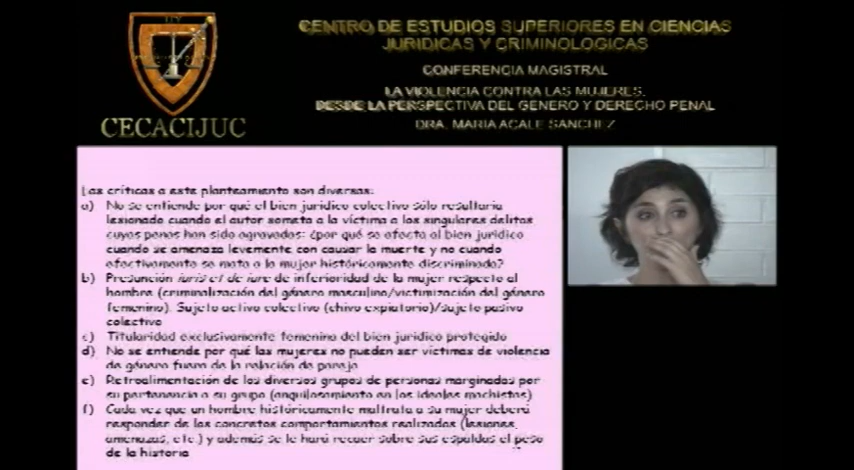 CENTRO DE ESTUDIOS SUPERIORES EN CIENCIAS
JURIDICAS Y CRIMINOLOGICAS
CONFERENCIA MAGISTRAL
LA VIOLENCIA CONTRA LAS MUJERES.
DESDE LA PERSPECTIVA DEL GENERO Y DERECHO PENAL
DRA. MARIA ACALE SANCHEZ
CECACIJUC
Las críticas a este planteamiento son diversas:
a) No se entiende por qué el bien jurídico colectivo sólo resultaria
lesionado cuando el autor someta a la víctima a los singulares delitos
cuyas penas han sido agravadas: ¿por qué se afecta al bien jurídico
cuando se amenaza levemente con causar la muerte y no cuando
efectivamente se mata a la mujer históricamente discriminada?
b) Presunción iuris et de iure de inferioridad de la mujer respecto al
hombre (criminalización del género masculino/victimización del género
femenino). Sujeto activo colectivo (chivo expiatorio)/sujeto pasivo
colectivo
c) Titularidad exclusivamente femenina del bien jurídico protegido
d) No se entiende por qué las mujeres no pueden ser víctimas de violencia
de género fuera de la relación de pareja
e) Retroalimentación de los diversos grupos de personas marginadas por
su pertenencia a su grupo (anquilosamiento en los ideales machistas)
f) Cada vez que un hombre históricamente maltrata a su mujer deberá
responder de los concretos comportamientos realizados (lesiones,
amenazas, etc.) y además se le hará recaer sobre sus espaldas el peso
de la historia